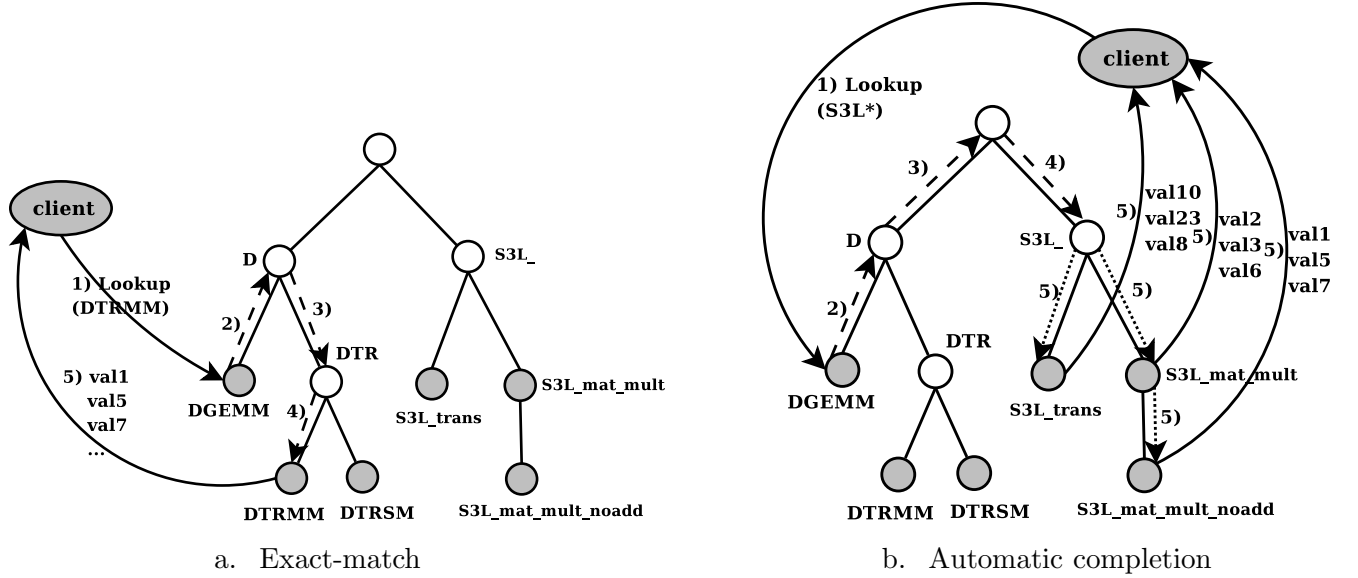 client
1) Lookup
(DTRMM)
D
S3L_
2)
3)
DTR
DGEMM
4)
5) val1
val5
val7
...
S3L_trans
S3L_mat_mult
DTRMM
DTRSM
S3L_mat_mult_noadd
a. Exact-match
client
1) Lookup
(S3L*)
3)
4)
D
S3L_
2)
5)
5)
5)
val10
val23
val8
5)
val2
val3
val6
5)
val1
val5
val7
DTR
DGEMM
S3L_trans
S3L_mat_mult
5)
DTRMM
DTRSM
S3L_mat_mult_noadd
b. Automatic completion